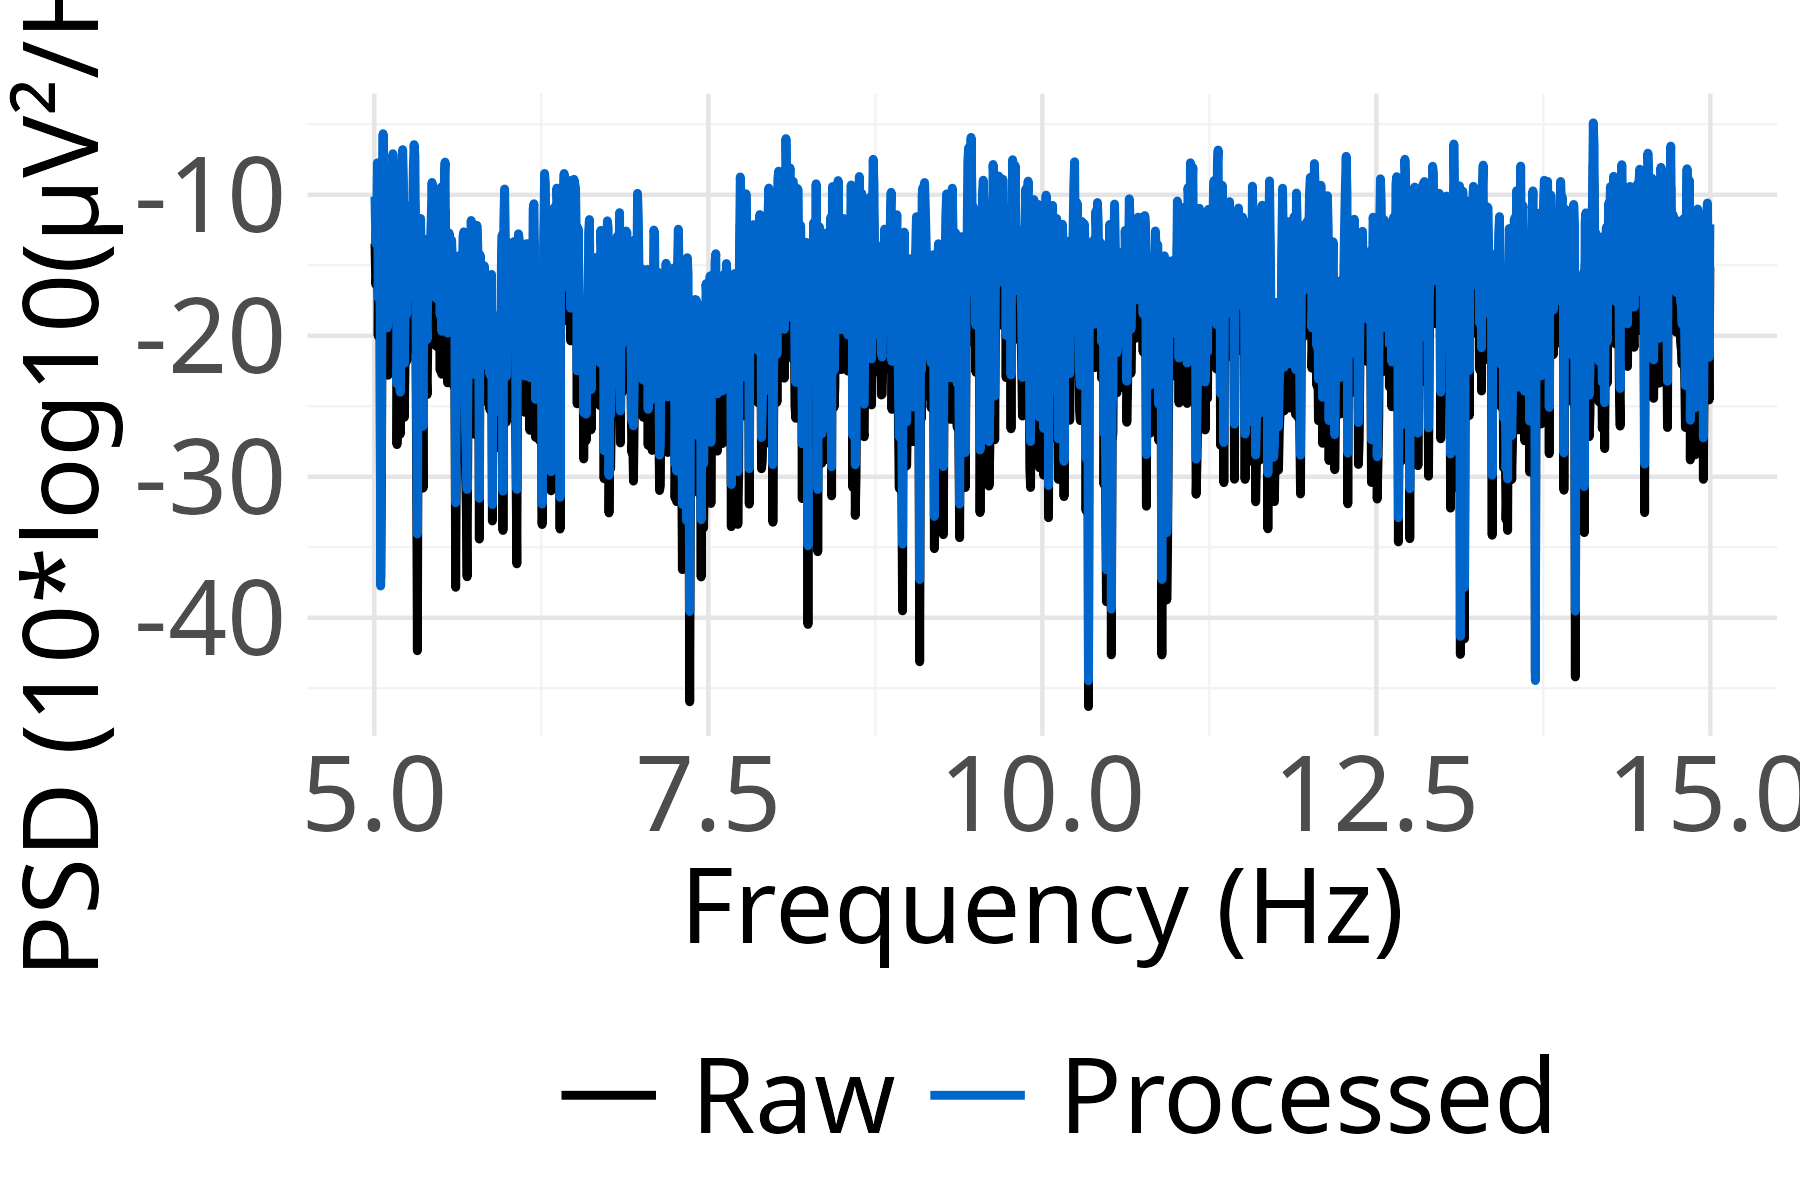 PSD (10*log10(µV²/H
-10
-20
-30
-40
5.0 7.5 10.0 12.5 15.0
Frequency (Hz)
Raw Processed